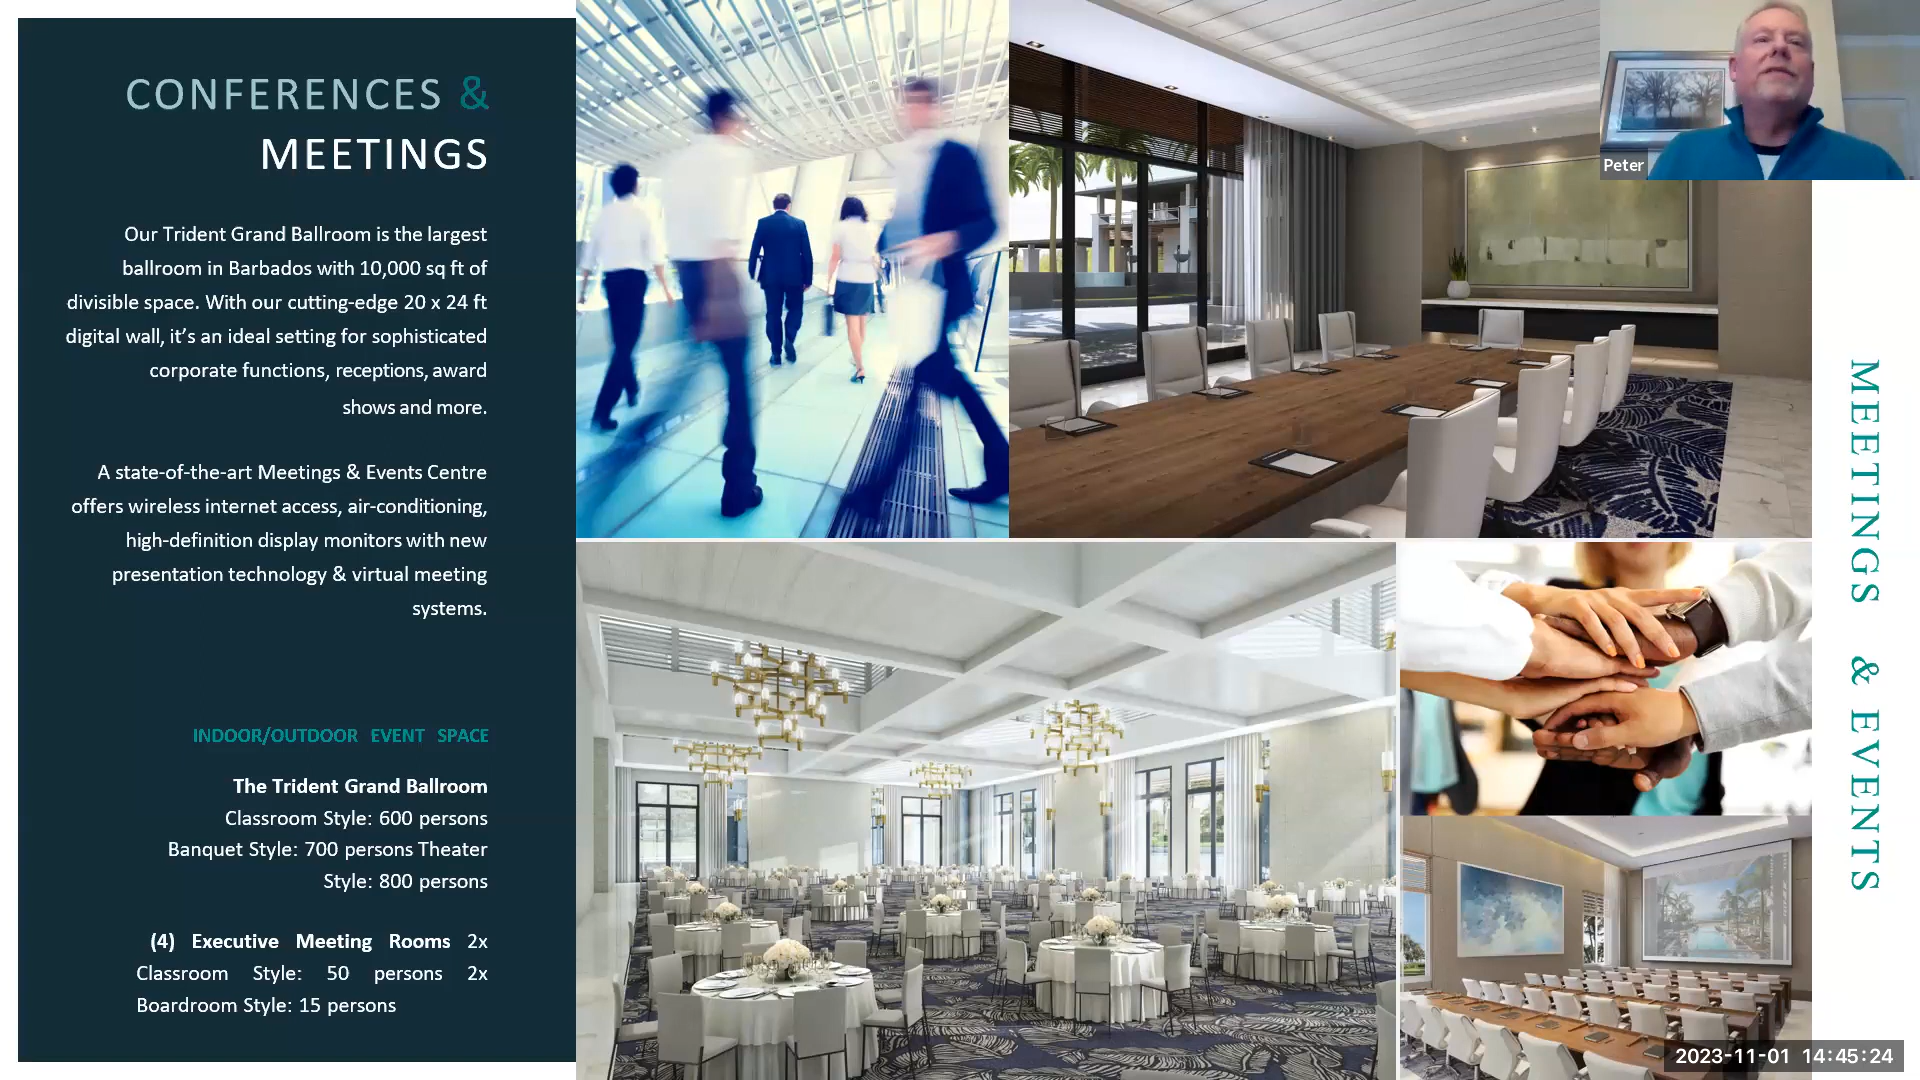 CONFERENCES &
MEETINGS
Our Trident Grand Ballroom is the largest
ballroom in Barbados with 10,000 sq ft of
divisible space. With our cutting-edge 20 x 24 ft
digital wall, it’s an ideal setting for sophisticated
corporate functions, receptions, award
shows and more.
A state-of-the-art Meetings & Events Centre
offers wireless internet access, air-conditioning,
high-definition display monitors with new
presentation technology & virtual meeting
systems.
INDOOR/OUTDOOR EVENT SPACE
The Trident Grand Ballroom
Classroom Style: 600 persons
Banquet Style: 700 persons Theater
Style: 800 persons
(4) Executive Meeting Rooms 2x
Classroom Style: 50 persons 2x
Boardroom Style: 15 persons
Peter
MEETINGS & EVENTS
2023-11-01 14:45:24